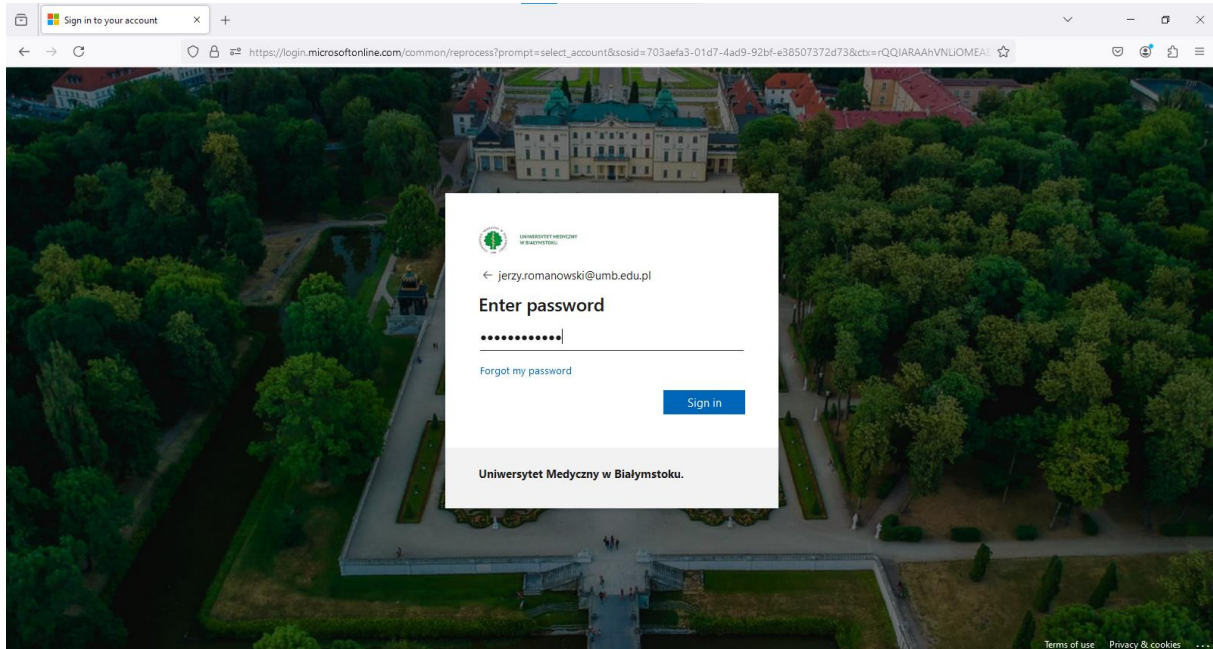 Sign in to your account
https://login.microsoftonline.com/common/reprocess?prompt=select_account&sosid=703aefa3-01d7-4ad9-92bf-e38507372d73&ctx=rQQIARAAhVNLiOMEAE
UNIWERSYTET MEDYCZNY
W BIAŁYMSTOKU
jerzy.romanowski@umb.edu.pl
Enter password
Forgot my password
Sign in
Uniwersytet Medyczny w Białymstoku.
Terms of use Privacy & cookies ...